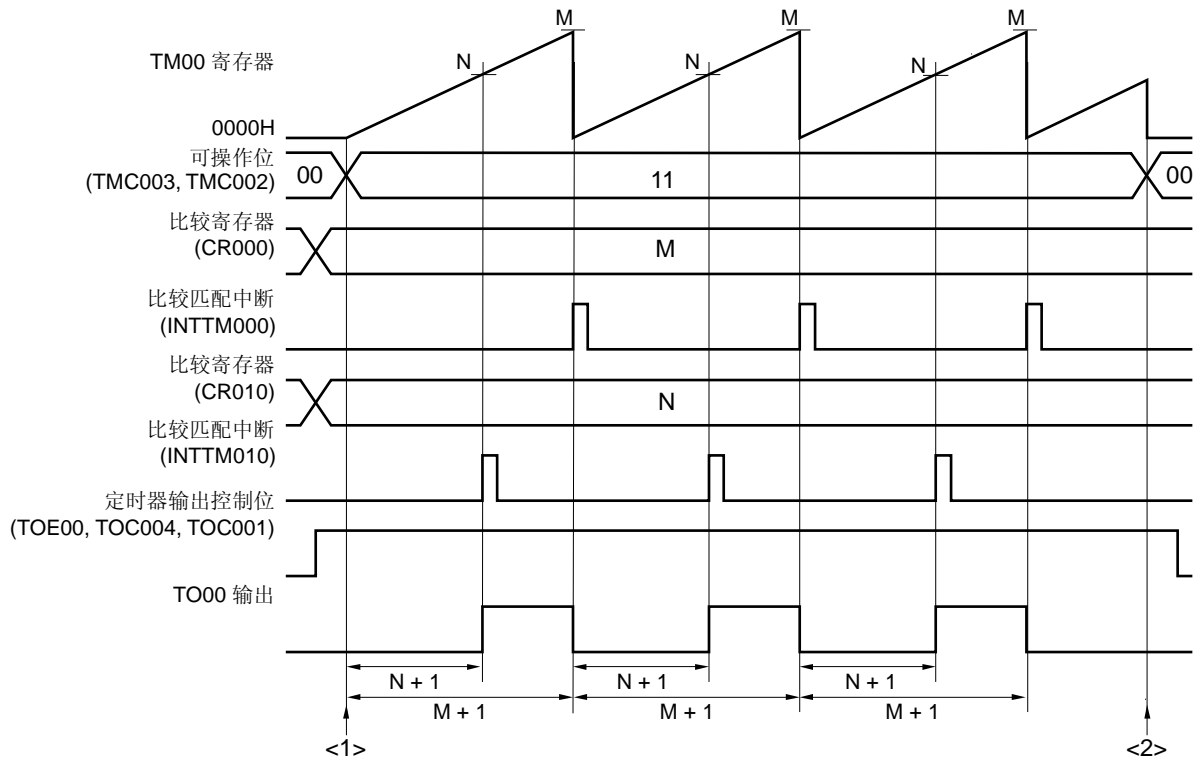 M M M
TM00 寄存器
N N N
0000H
可操作位
(TMC003, TMC002) 00 11 00
比较寄存器
(CR000) M
比较匹配中断
(INTTM000)
比较寄存器
(CR010) N
比较匹配中断
(INTTM010)
定时器输出控制位
(TOE00, TOC004, TOC001)
TO00 输出
N + 1 N + 1 N + 1
M + 1 M + 1 M + 1
<1> <2>